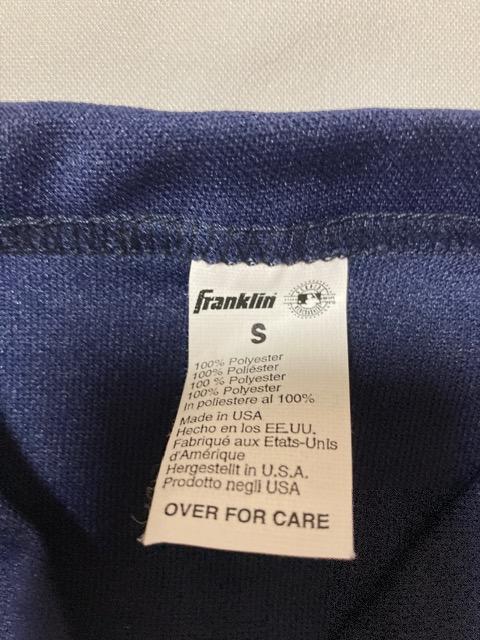 Franklin
S
100% Polyester
100% Poliéster
100 % Polyester
100% Polyester
In poliestere al 100%
Made in USA
Hecho en los EE.UU.
Fabriqué aux Etats-Unis
d'Amérique
Hergestellt in U.S.A.
Prodotto negli USA
OVER FOR CARE